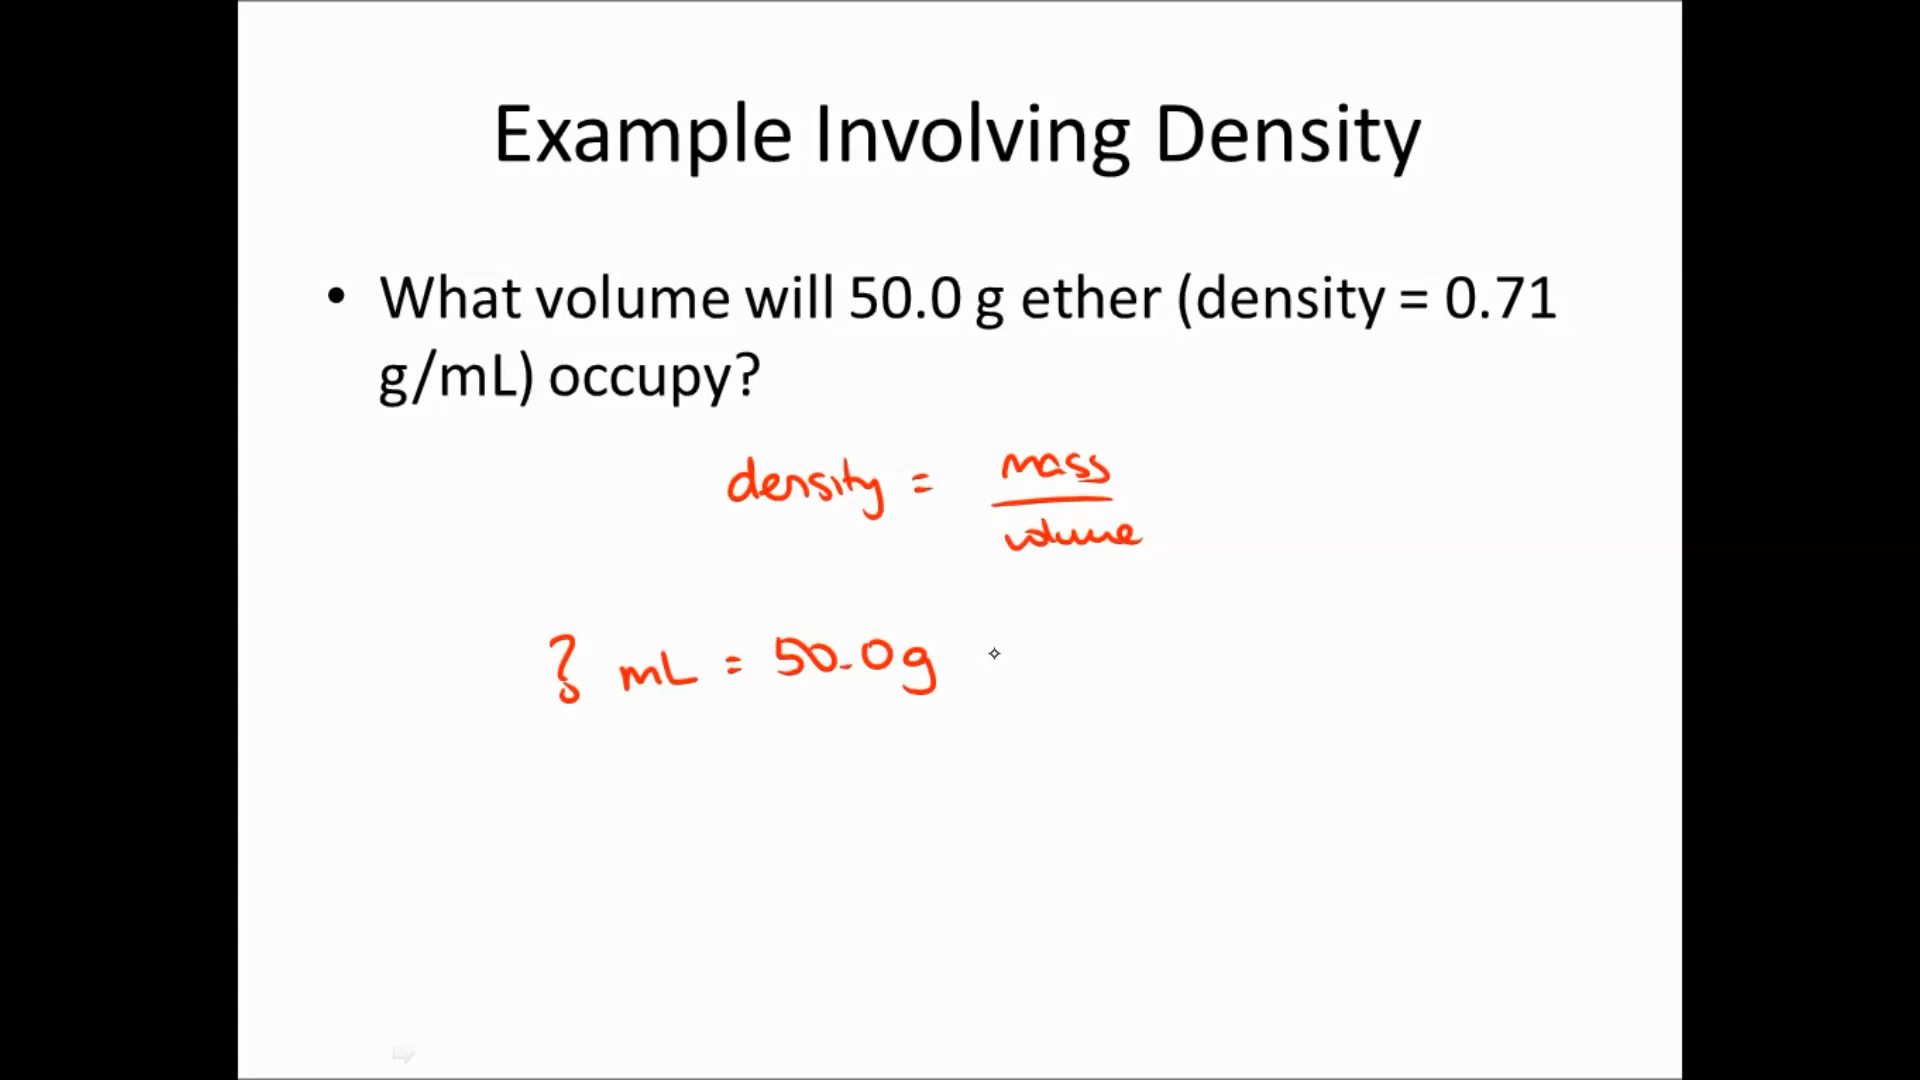 Example Involving Density
• What volume will 50.0 g ether (density = 0.71
g/mL) occupy?
density = mass
volume
? mL = 50.0g